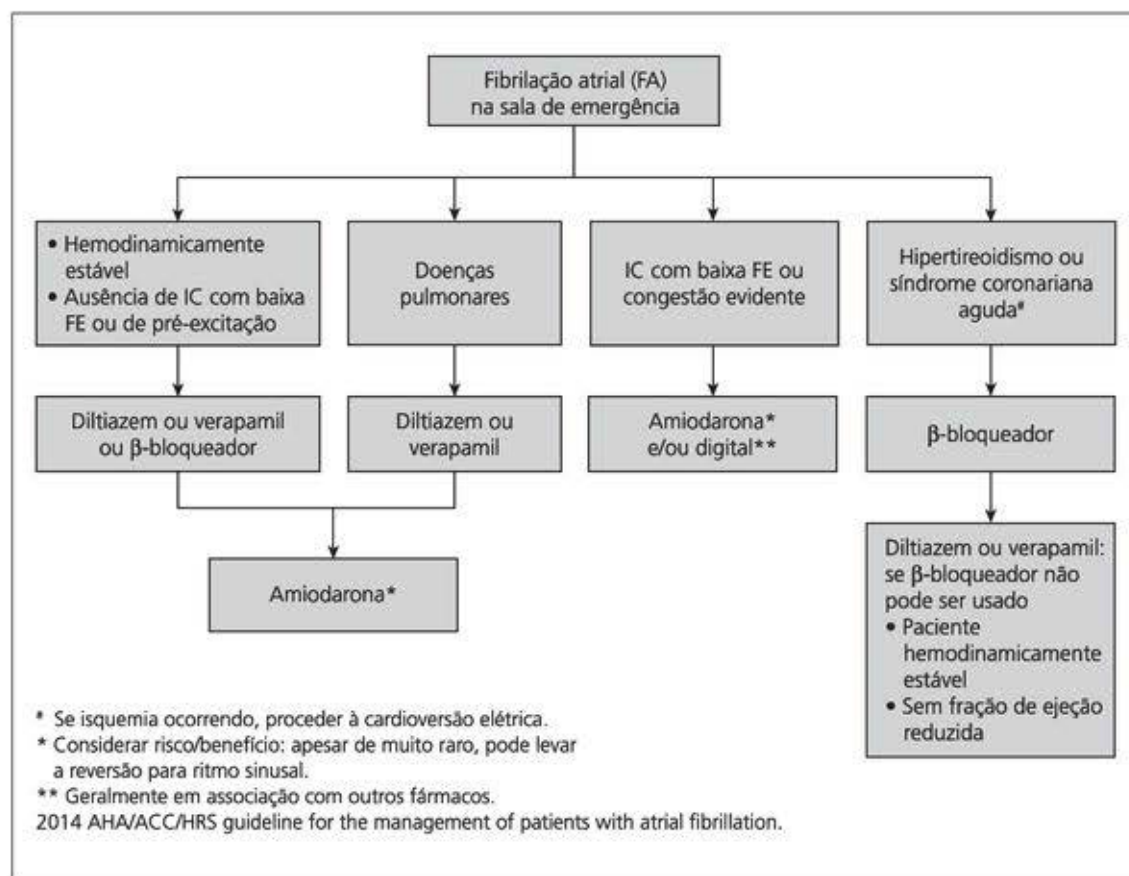 Fibrilação atrial (FA)
na sala de emergência
• Hemodinamicamente
estável
• Ausência de IC com baixa
FE ou de pré-excitação
Doenças
pulmonares
IC com baixa FE ou
congestão evidente
Hipertireoidismo ou
síndrome coronariana
aguda#
Diltiazem ou verapamil
ou β-bloqueador
Diltiazem ou
verapamil
Amiodarona*
e/ou digital**
β-bloqueador
Amiodarona*
Diltiazem ou verapamil:
se β-bloqueador não
pode ser usado
• Paciente
hemodinamicamente
estável
• Sem fração de ejeção
reduzida
# Se isquemia ocorrendo, proceder à cardioversão elétrica.
* Considerar risco/benefício: apesar de muito raro, pode levar
a reversão para ritmo sinusal.
** Geralmente em associação com outros fármacos.
2014 AHA/ACC/HRS guideline for the management of patients with atrial fibrillation.